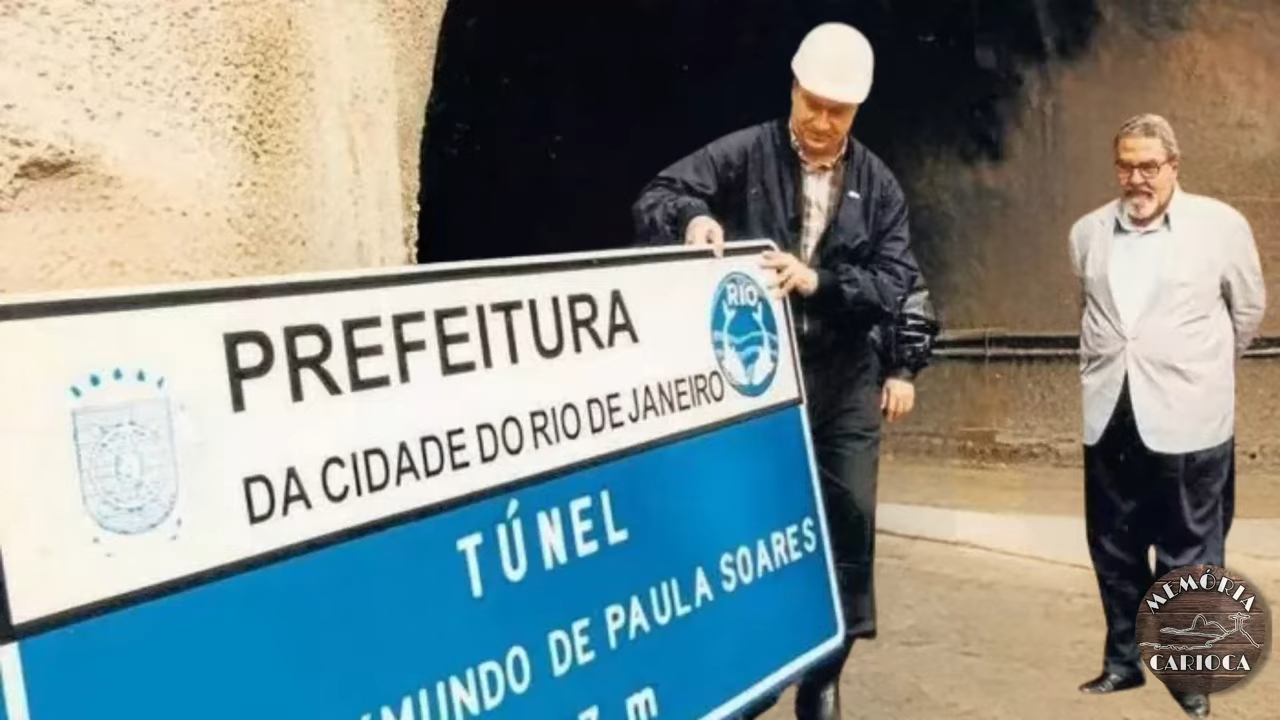 PREFEITURA
DA CIDADE DO RIO DE JANEIRO
RIO
TÚNEL
MUNDO DE PAULA SOARES
m
MEMÓRIA
CARIOCA